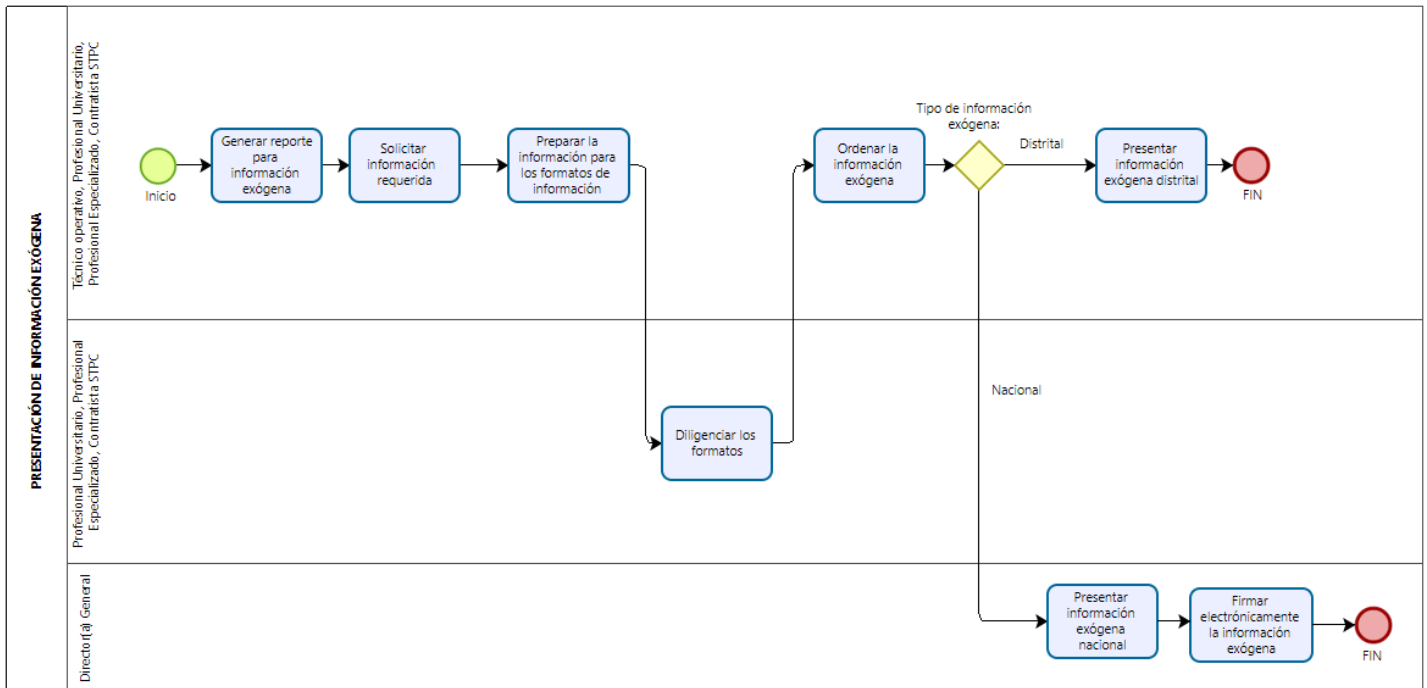 PRESENTACIÓN DE INFORMACIÓN EXÓGENA
Técnico operativo, Profesional Universitario,
Profesional Especializado, Contratista STPC
Inicio
Generar reporte
para
información
exógena
Solicitar
información
requerida
Preparar la
información para
los formatos de
información
Ordenar la
información
exógena
Tipo de información
exógena:
Distrital
Presentar
información
exógena distrital
FIN
Profesional Universitario, Profesional
Especializado, Contratista STPC
Diligenciar los
formatos
Nacional
Director(a) General
Presentar
información
exógena
nacional
Firmar
electrónicamente
la información
exógena
FIN